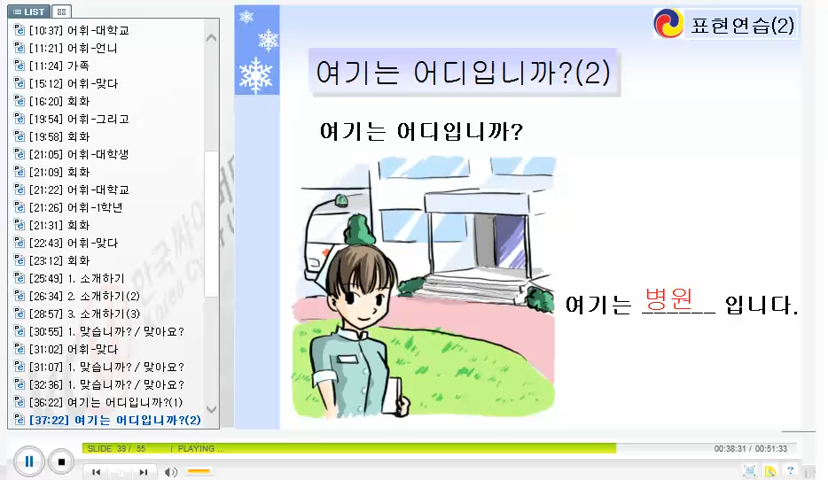 LIST
[10:37] 어휘-대학교
[11:21] 어휘-언니
[11:24] 가족
[15:12] 어휘-맞다
[16:20] 회화
[19:54] 어휘-그리고
[19:58] 회화
[21:05] 어휘-대학생
[21:09] 회화
[21:22] 어휘-대학교
[21:26] 어휘-1학년
[21:31] 회화
[22:43] 어휘-맞다
[23:12] 회화
[25:49] 1. 소개하기
[26:34] 2. 소개하기(2)
[28:57] 3. 소개하기(3)
[30:55] 1. 맞습니까? / 맞아요?
[31:02] 어휘-맞다
[31:07] 1. 맞습니까? / 맞아요?
[32:36] 1. 맞습니까? / 맞아요?
[36:22] 여기는 어디입니까?(1)
[37:22] 여기는 어디입니까?(2)
표현연습(2)
여기는 어디입니까?(2)
여기는 어디입니까?
여기는 병원 입니다.
SLIDE 39 / 55 | PLAYING ...
00:38:31 / 00:51:33